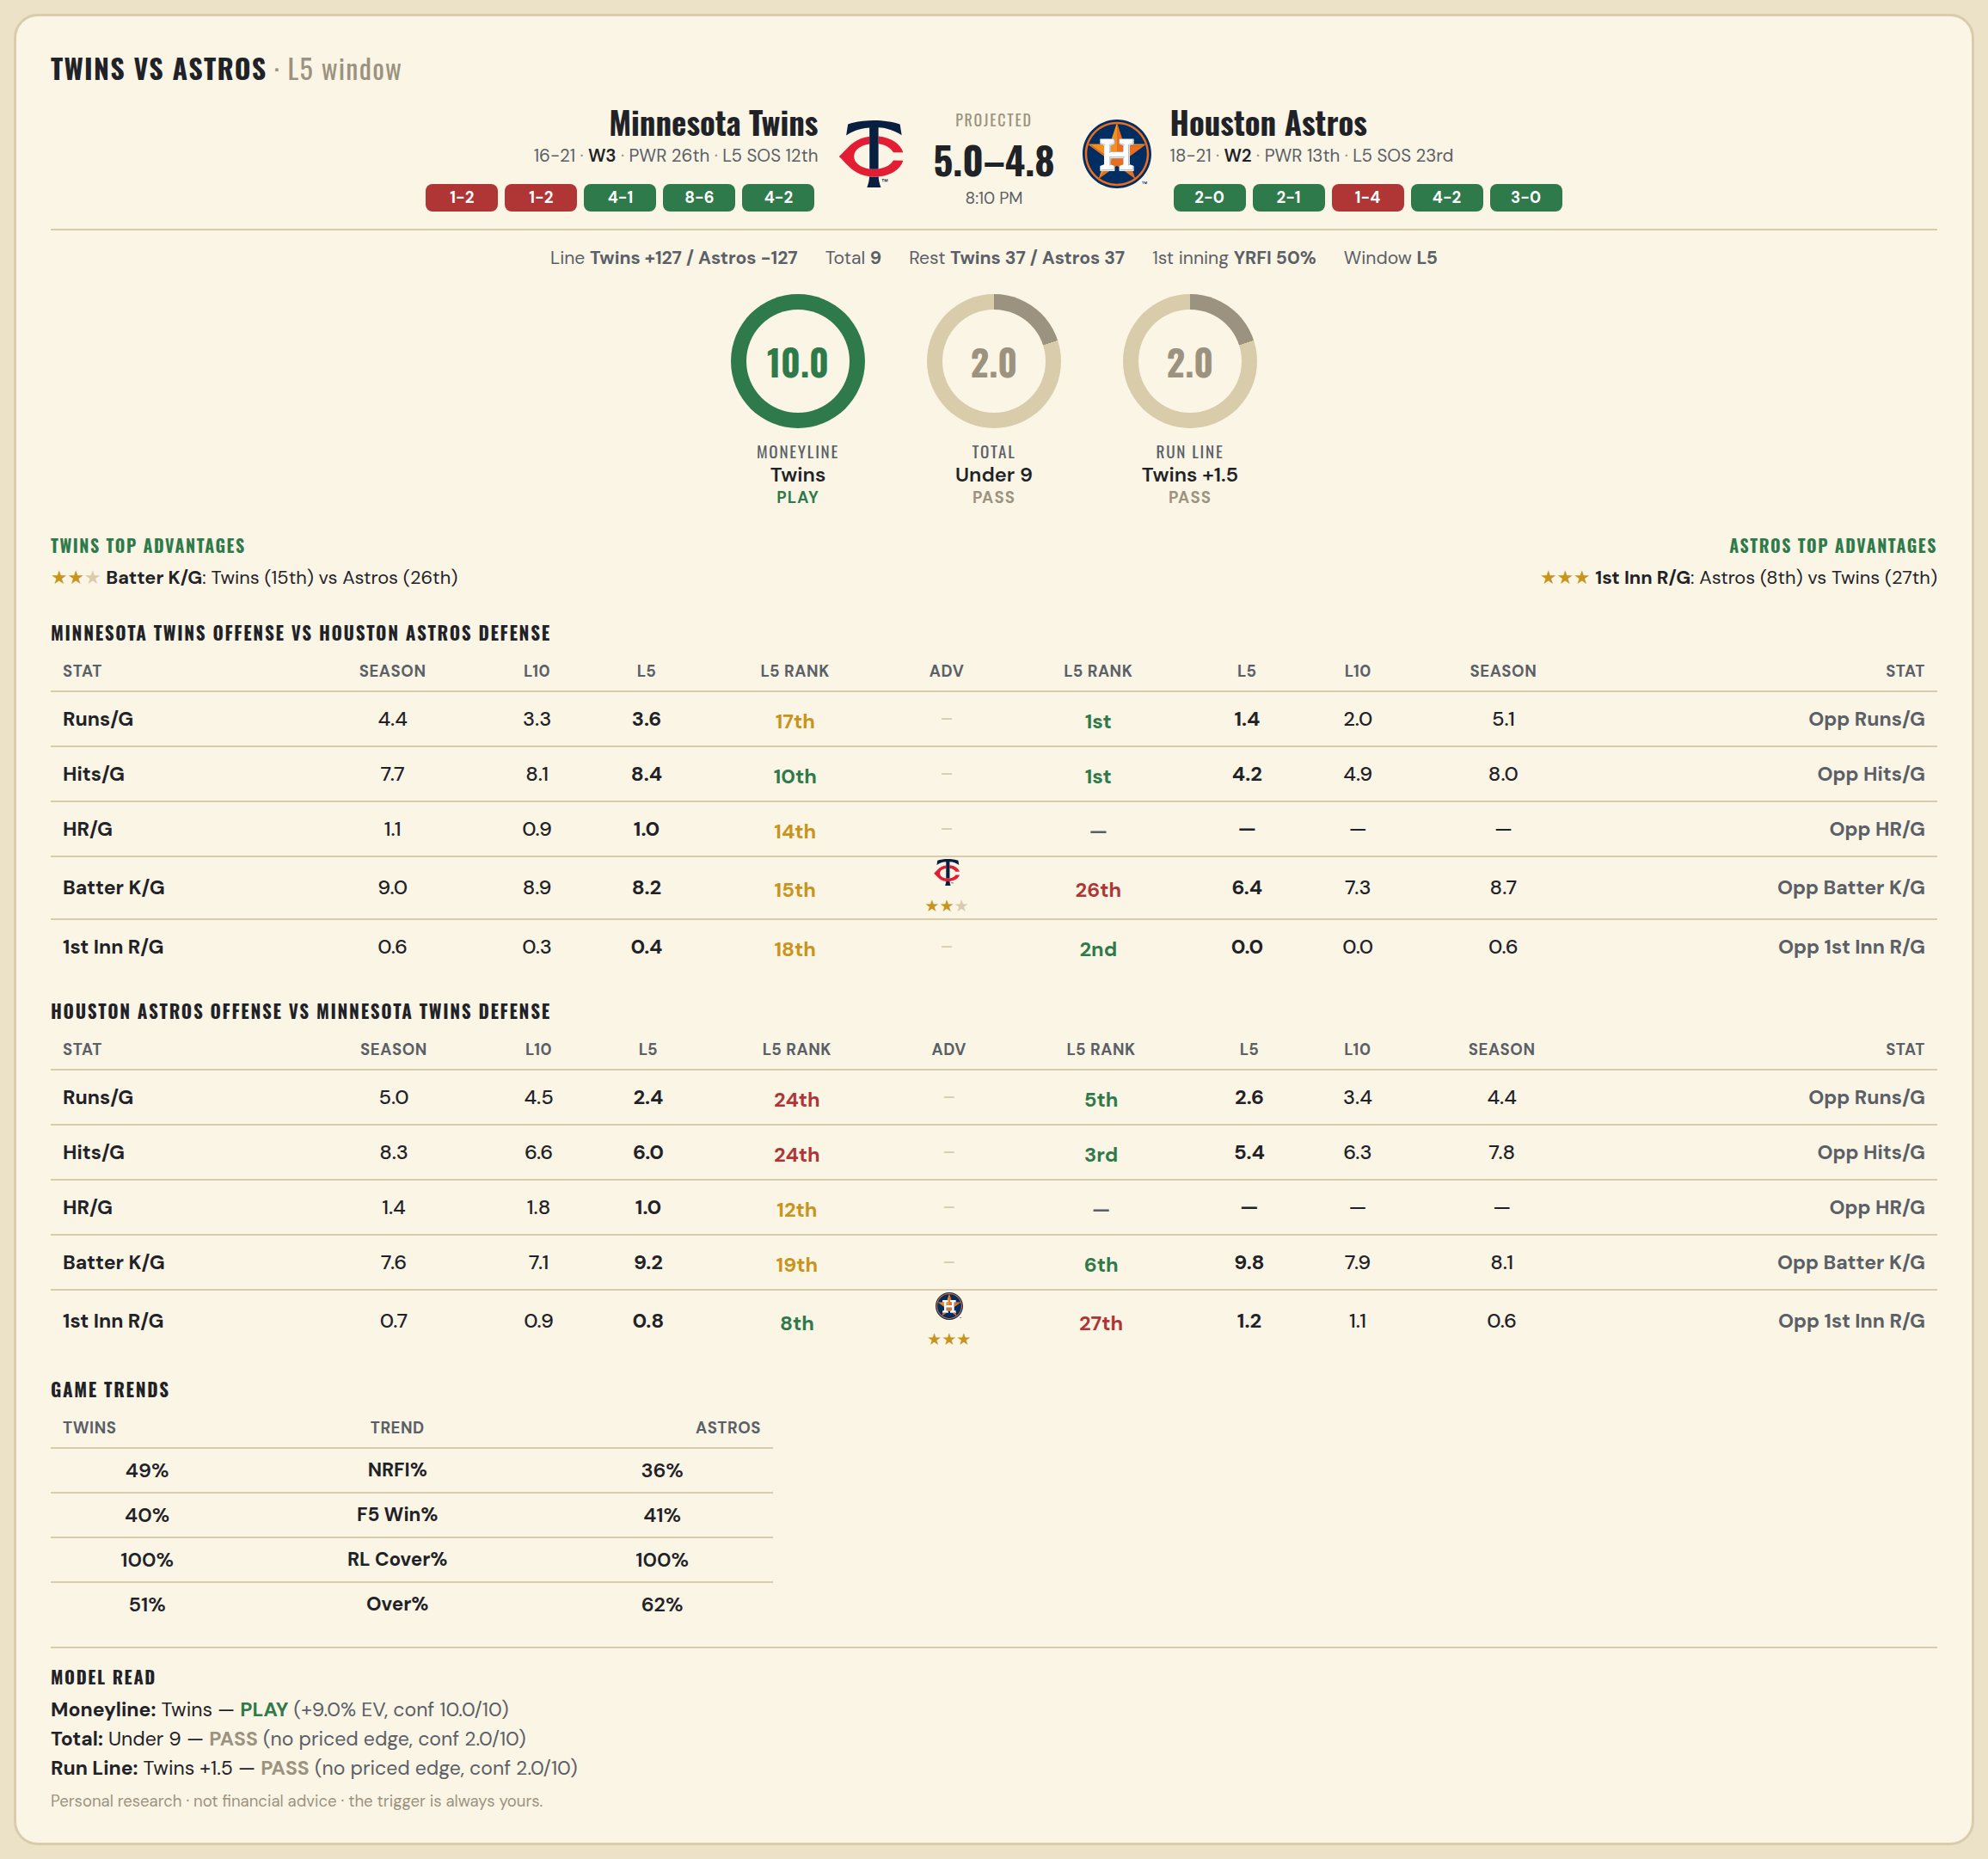 TWINS VS ASTROS · L5 window
Minnesota Twins
16-21 · W3 · PWR 26th · L5 SOS 12th
1-2 1-2 4-1 8-6 4-2
TC
TM
PROJECTED
5.0–4.8
8:10 PM
H
TM
Houston Astros
18-21 · W2 · PWR 13th · L5 SOS 23rd
2-0 2-1 1-4 4-2 3-0
Line Twins +127 / Astros -127 Total 9 Rest Twins 37 / Astros 37 1st inning YRFI 50% Window L5
10.0 2.0 2.0
MONEYLINE TOTAL RUN LINE
Twins Under 9 Twins +1.5
PLAY PASS PASS
TWINS TOP ADVANTAGES
★★★ Batter K/G: Twins (15th) vs Astros (26th)
ASTROS TOP ADVANTAGES
★★★ 1st Inn R/G: Astros (8th) vs Twins (27th)
MINNESOTA TWINS OFFENSE VS HOUSTON ASTROS DEFENSE
STAT SEASON L10 L5 L5 RANK ADV L5 RANK L5 L10 SEASON STAT
Runs/G 4.4 3.3 3.6 17th – 1st 1.4 2.0 5.1 Opp Runs/G
Hits/G 7.7 8.1 8.4 10th – 1st 4.2 4.9 8.0 Opp Hits/G
HR/G 1.1 0.9 1.0 14th – — — — — Opp HR/G
Batter K/G 9.0 8.9 8.2 15th TC ★★★ 26th 6.4 7.3 8.7 Opp Batter K/G
1st Inn R/G 0.6 0.3 0.4 18th – 2nd 0.0 0.0 0.6 Opp 1st Inn R/G
HOUSTON ASTROS OFFENSE VS MINNESOTA TWINS DEFENSE
STAT SEASON L10 L5 L5 RANK ADV L5 RANK L5 L10 SEASON STAT
Runs/G 5.0 4.5 2.4 24th – 5th 2.6 3.4 4.4 Opp Runs/G
Hits/G 8.3 6.6 6.0 24th – 3rd 5.4 6.3 7.8 Opp Hits/G
HR/G 1.4 1.8 1.0 12th – — — — — Opp HR/G
Batter K/G 7.6 7.1 9.2 19th – 6th 9.8 7.9 8.1 Opp Batter K/G
1st Inn R/G 0.7 0.9 0.8 8th H ★★★ 27th 1.2 1.1 0.6 Opp 1st Inn R/G
GAME TRENDS
TWINS TREND ASTROS
49% NRFI% 36%
40% F5 Win% 41%
100% RL Cover% 100%
51% Over% 62%
MODEL READ
Moneyline: Twins — PLAY (+9.0% EV, conf 10.0/10)
Total: Under 9 — PASS (no priced edge, conf 2.0/10)
Run Line: Twins +1.5 — PASS (no priced edge, conf 2.0/10)
Personal research · not financial advice · the trigger is always yours.